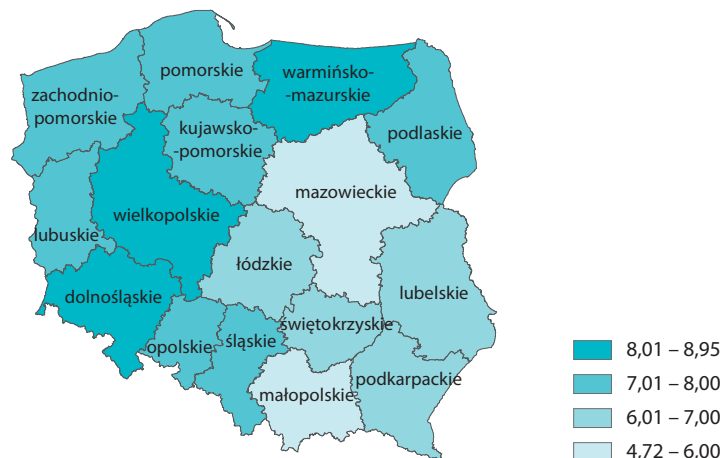 pomorskie
warmińsko-
-mazurskie
zachodnio-
pomorskie
kujawsko-
-pomorskie
podlaskie
mazowieckie
wielkopolskie
lubuskie
łódzkie
dolnośląskie
lubelskie
świętokrzyskie
opolskie
śląskie
podkarpackie
małopolskie
8,01 – 8,95
7,01 – 8,00
6,01 – 7,00
4,72 – 6,00